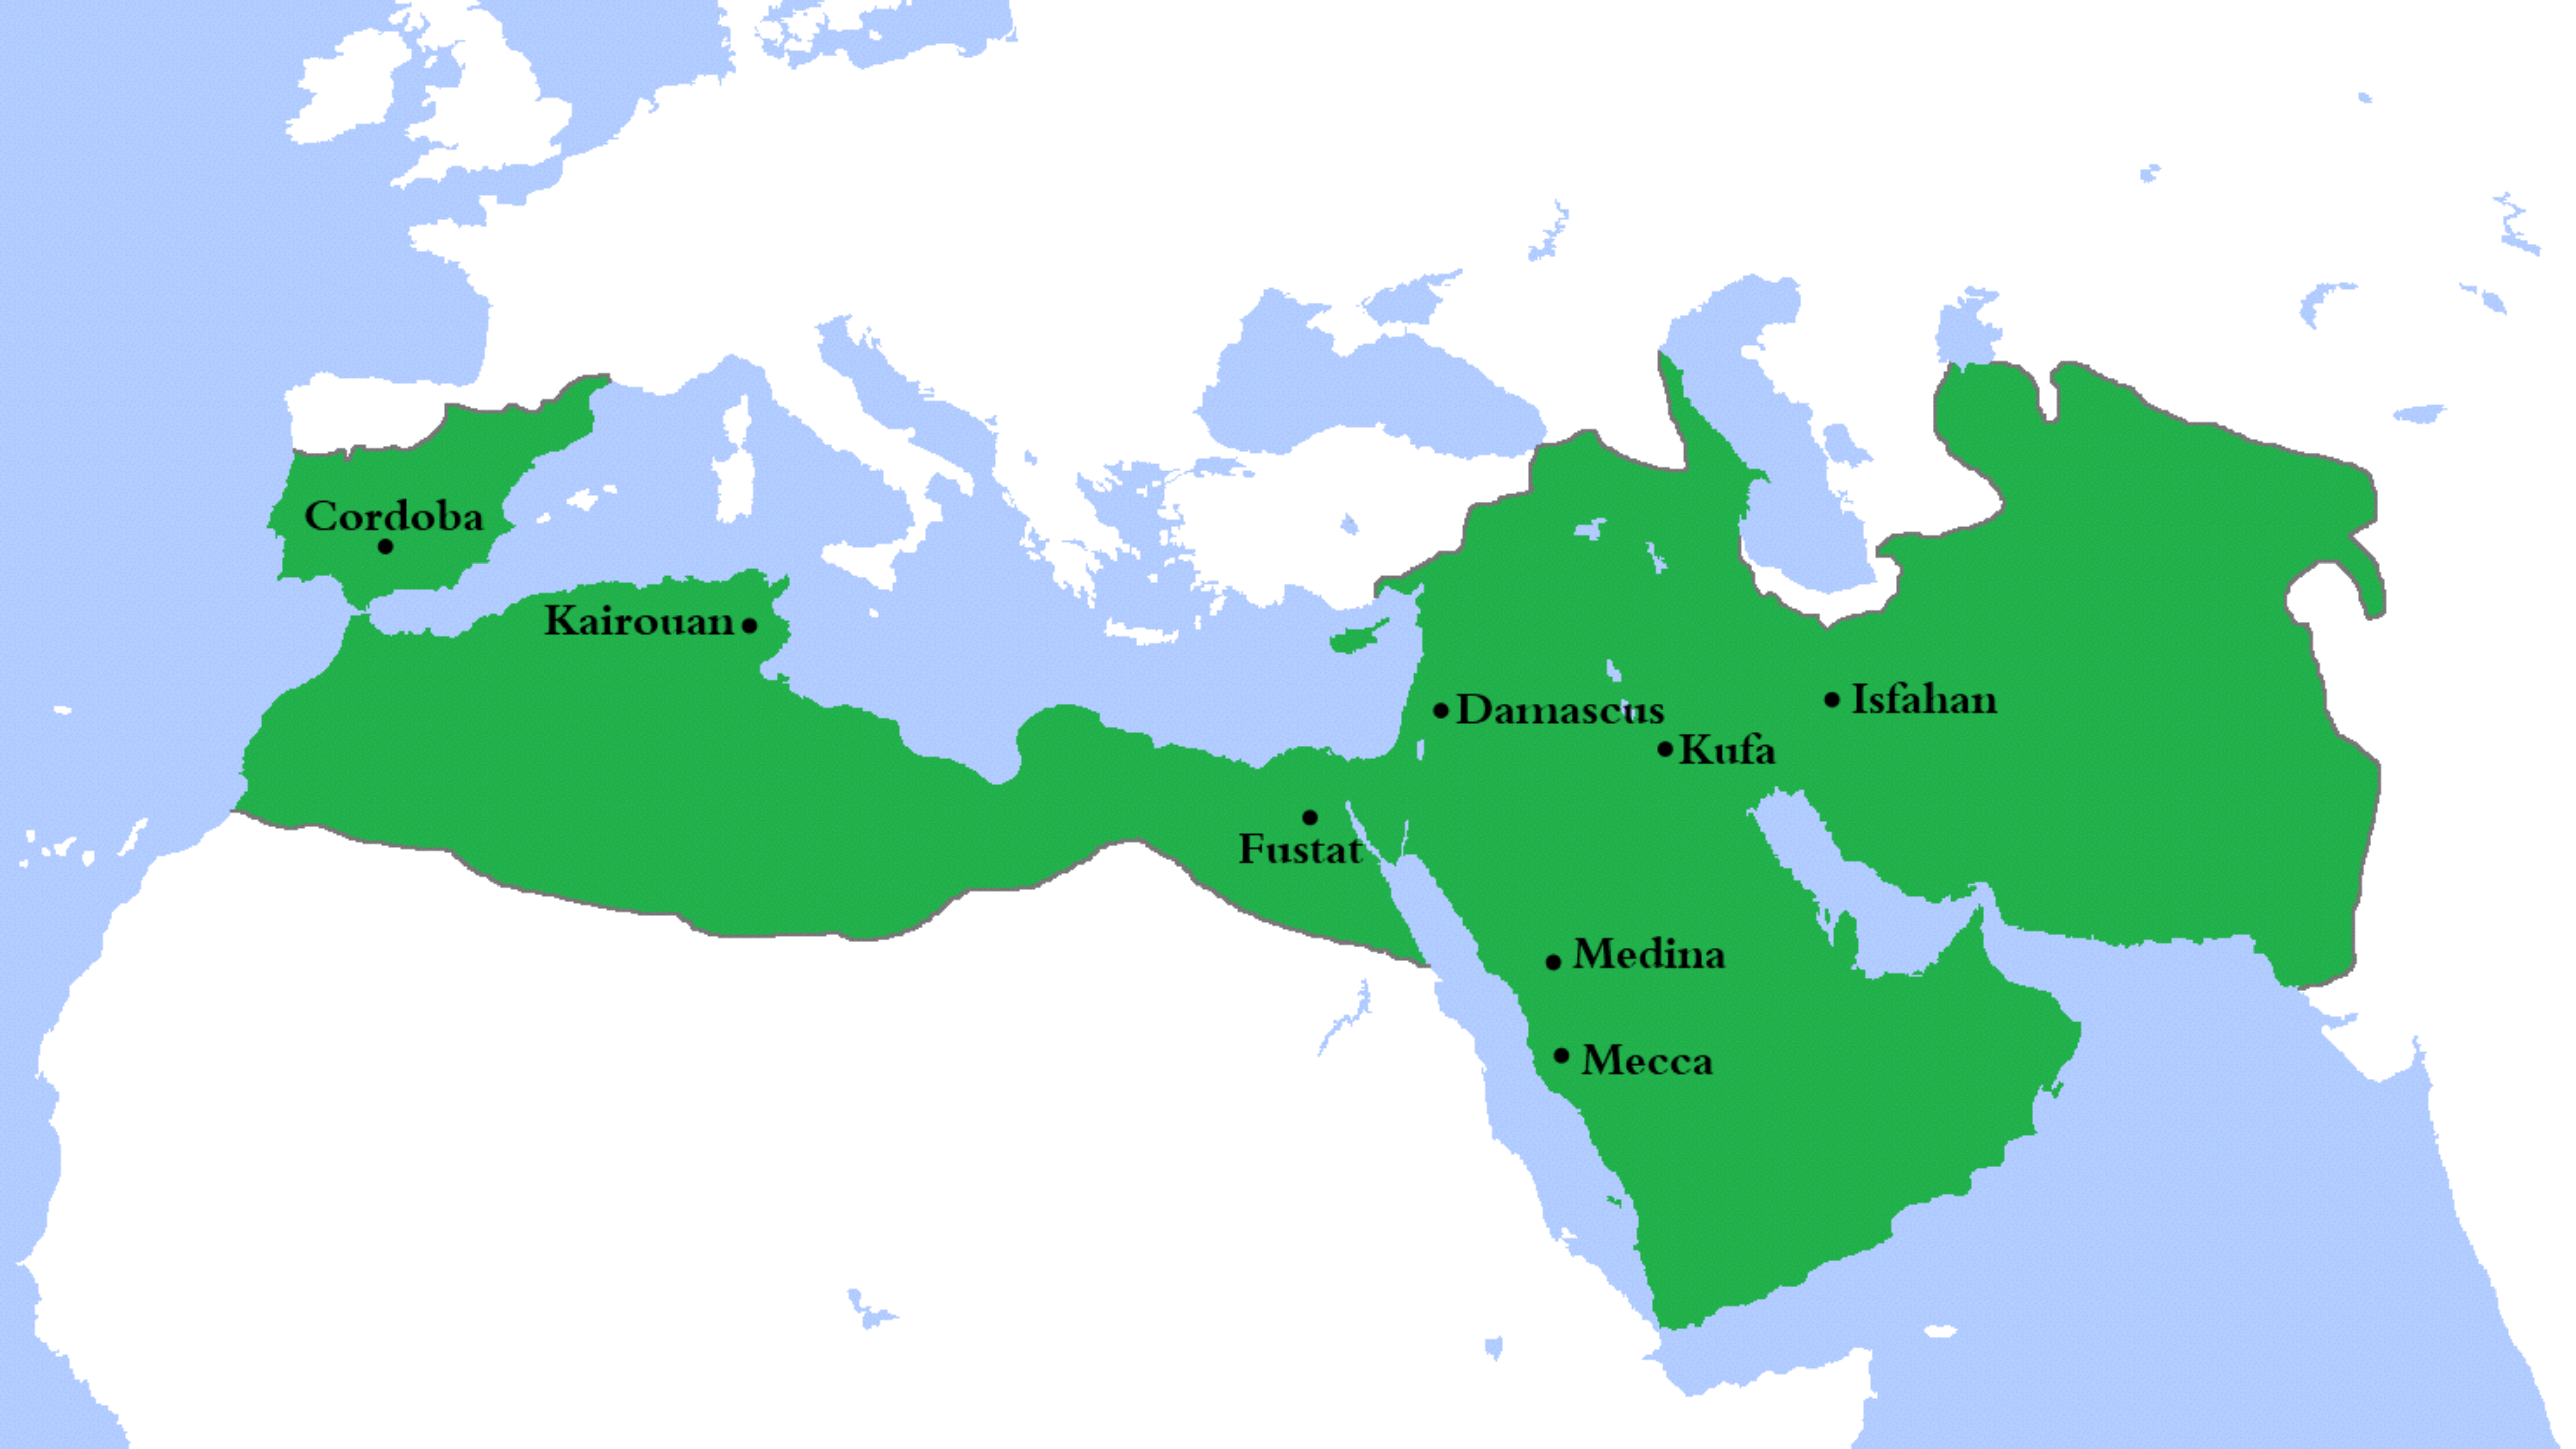 Cordoba
Kairouan
Damascus
Isfahan
Kufa
Fustat
Medina
Mecca